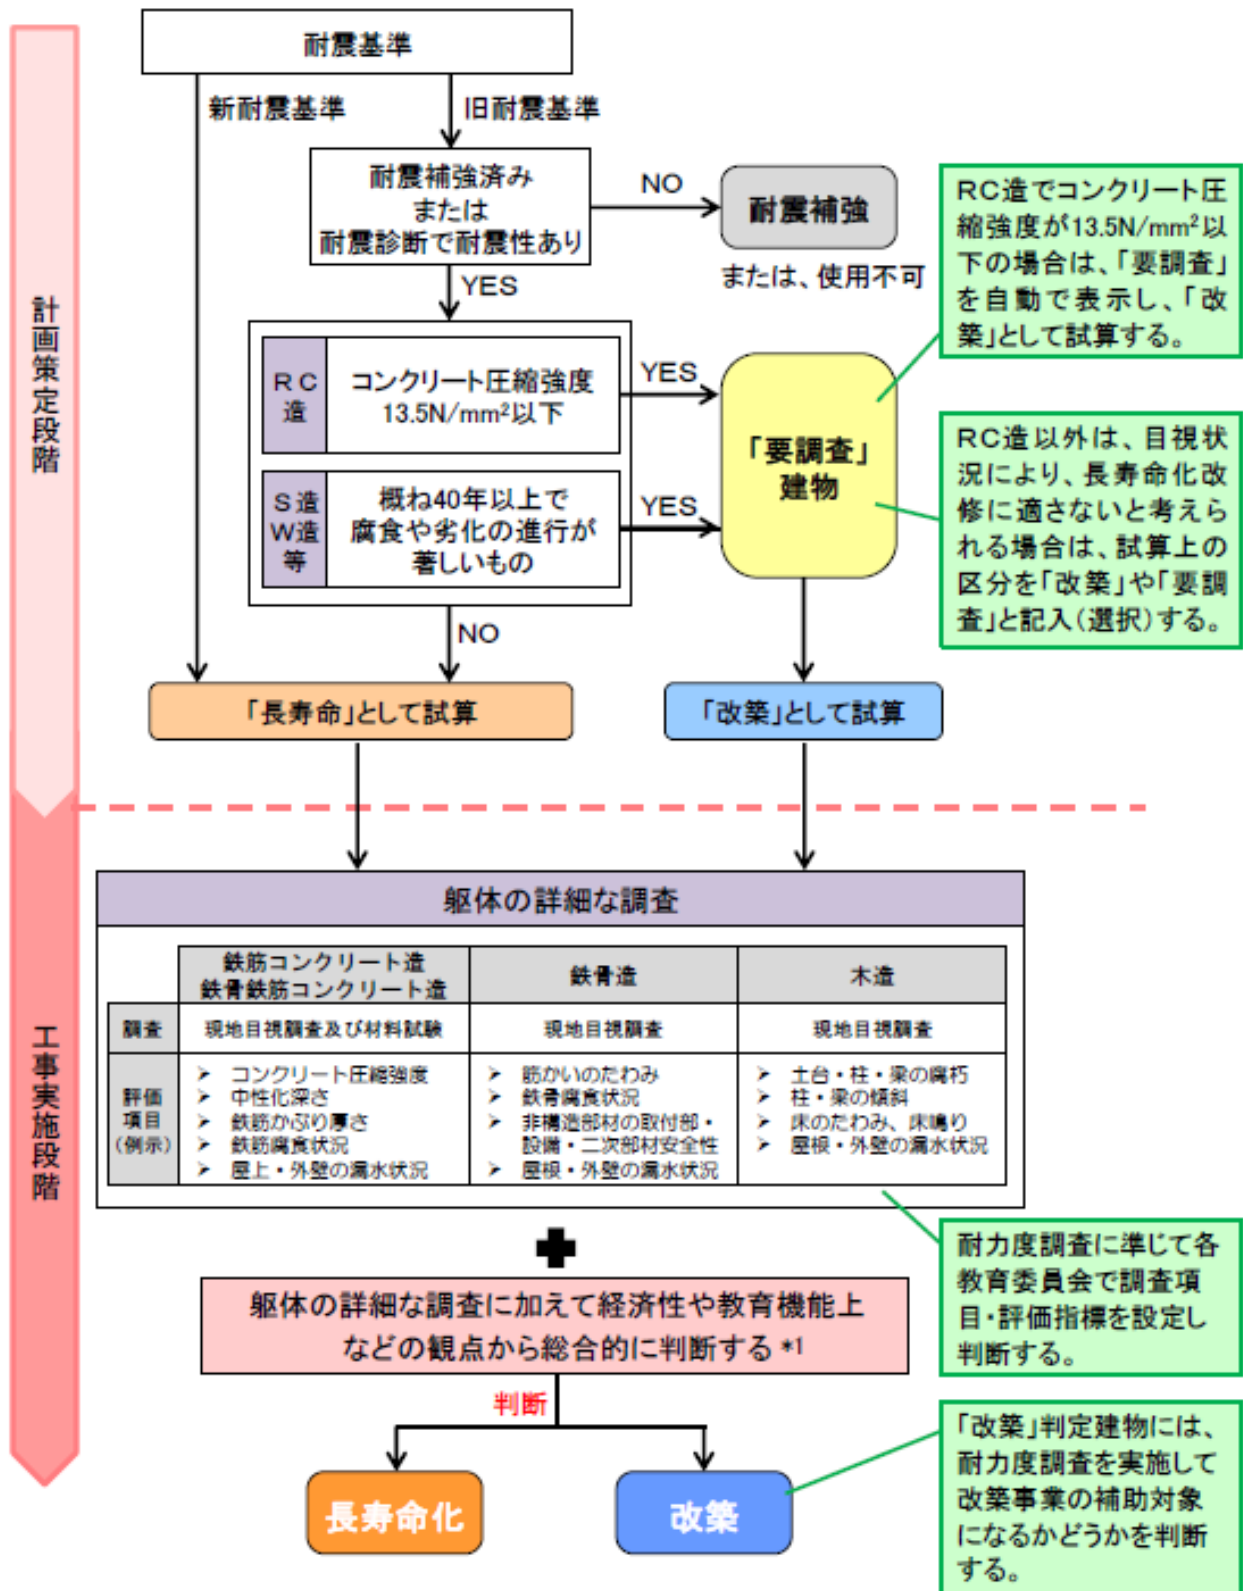 耐震基準
新耐震基準
旧耐震基準
耐震補強済み
または
耐震診断で耐震性あり
NO
耐震補強
または、使用不可
YES
RC造でコンクリート圧
縮強度が13.5N/mm²以
下の場合は、「要調査」
を自動で表示し、「改
築」として試算する。
計画策定段階
RC
造
コンクリート圧縮強度
13.5N/mm²以下
YES
S造
W造
等
概ね40年以上で
腐食や劣化の進行が
著しいもの
YES
「要調査」
建物
RC造以外は、目視状
況により、長寿命化改
修に適さないと考えら
れる場合は、試算上の
区分を「改築」や「要調
査」と記入(選択)する。
NO
「長寿命」として試算
「改築」として試算
工事実施段階
躯体の詳細な調査
鉄筋コンクリート造
鉄骨鉄筋コンクリート造
鉄骨造
木造
調査
現地目視調査及び材料試験
現地目視調査
現地目視調査
評価
項目
(例示)
➢ コンクリート圧縮強度
➢ 中性化深さ
➢ 鉄筋かぶり厚さ
➢ 鉄筋腐食状況
➢ 屋上・外壁の漏水状況
➢ 筋かいのたわみ
➢ 鉄骨腐食状況
➢ 非構造部材の取付部・
設備・二次部材安全性
➢ 屋根・外壁の漏水状況
➢ 土台・柱・梁の腐朽
➢ 柱・梁の傾斜
➢ 床のたわみ、床鳴り
➢ 屋根・外壁の漏水状況
耐力度調査に準じて各
教育委員会で調査項
目・評価指標を設定し
判断する。
躯体の詳細な調査に加えて経済性や教育機能上
などの観点から総合的に判断する *1
判断
長寿命化
改築
「改築」判定建物には、
耐力度調査を実施して
改築事業の補助対象
になるかどうかを判断
する。